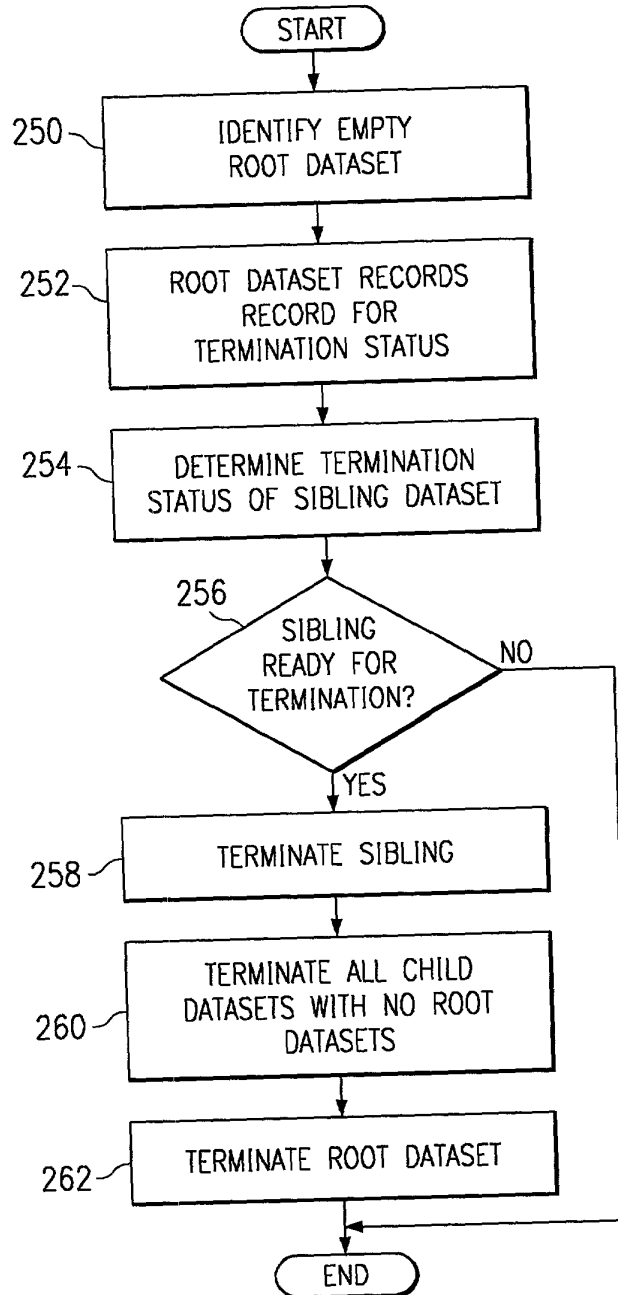 START
250
IDENTIFY EMPTY
ROOT DATASET
252
ROOT DATASET RECORDS
RECORD FOR
TERMINATION STATUS
254
DETERMINE TERMINATION
STATUS OF SIBLING DATASET
256
SIBLING
READY FOR
TERMINATION?
NO
YES
258
TERMINATE SIBLING
260
TERMINATE ALL CHILD
DATASETS WITH NO ROOT
DATASETS
262
TERMINATE ROOT DATASET
END